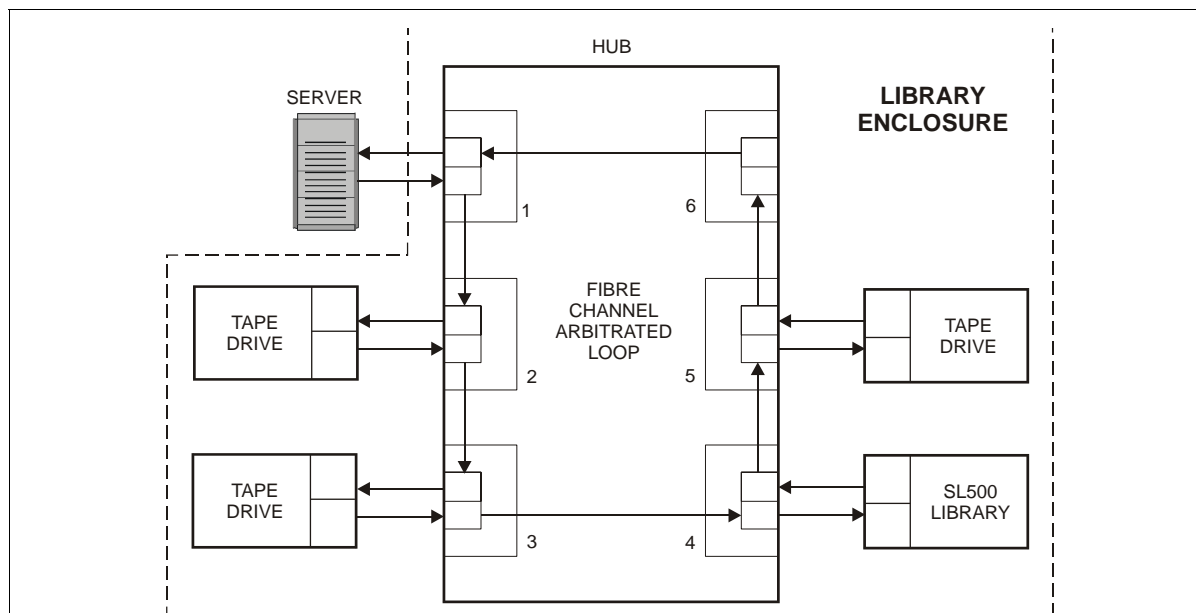 HUB
SERVER
LIBRARY
ENCLOSURE
1
6
TAPE
DRIVE
2
FIBRE
CHANNEL
ARBITRATED
LOOP
5
TAPE
DRIVE
TAPE
DRIVE
3
4
SL500
LIBRARY